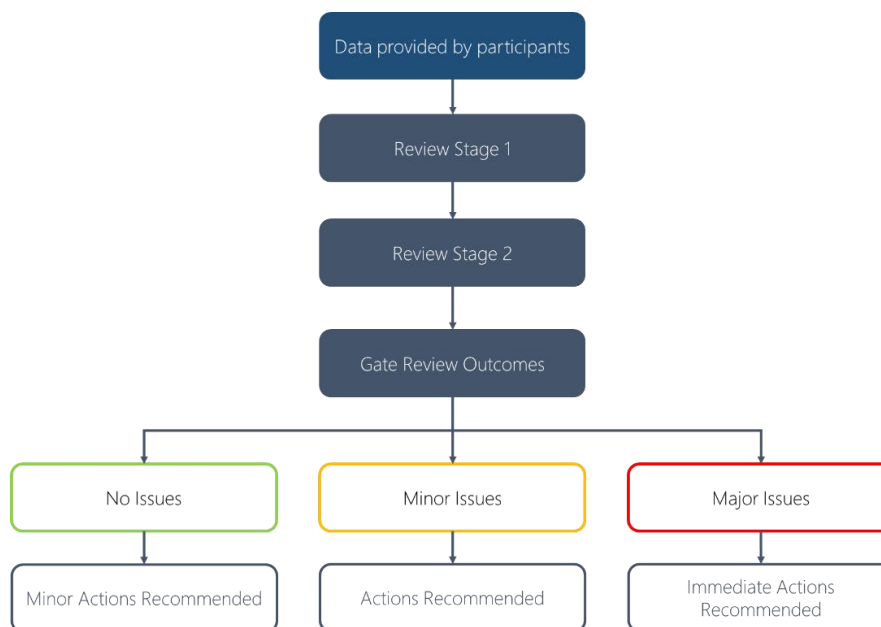 Data provided by participants
Review Stage 1
Review Stage 2
Gate Review Outcomes
No Issues
Minor Issues
Major Issues
Minor Actions Recommended
Actions Recommended
Immediate Actions
Recommended